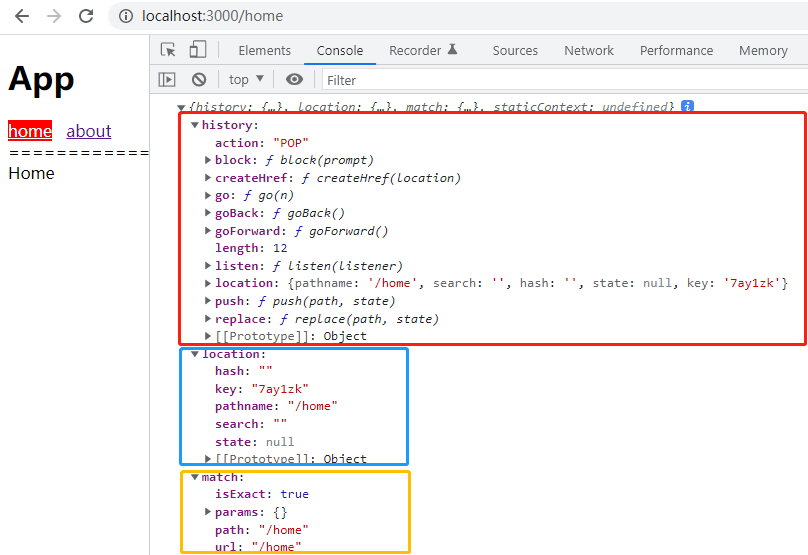 localhost:3000/home
Elements Console Recorder Sources Network Performance Memory
top Filter
App
home about
=============
Home
{history: {…}, location: {…}, match: {…}, staticContext: undefined} i
history:
action: "POP"
block: ƒ block(prompt)
createHref: ƒ createHref(location)
go: ƒ go(n)
goBack: ƒ goBack()
goForward: ƒ goForward()
length: 12
listen: ƒ listen(listener)
location: {pathname: '/home', search: '', hash: '', state: null, key: '7ay1zk'}
push: ƒ push(path, state)
replace: ƒ replace(path, state)
[[Prototype]]: Object
location:
hash: ""
key: "7ay1zk"
pathname: "/home"
search: ""
state: null
[[Prototype]]: Object
match:
isExact: true
params: {}
path: "/home"
url: "/home"